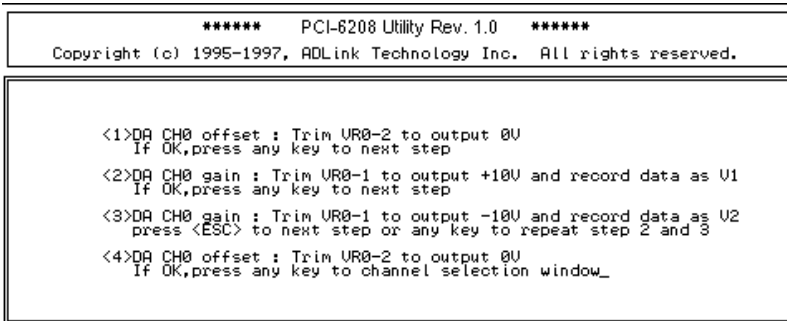 ****** PCI-6208 Utility Rev. 1.0 ******
Copyright (c) 1995-1997, ADLink Technology Inc. All rights reserved.
<1>DA CH0 offset : Trim VR0-2 to output 0V
If OK,press any key to next step
<2>DA CH0 gain : Trim VR0-1 to output +10V and record data as V1
If OK,press any key to next step
<3>DA CH0 gain : Trim VR0-1 to output -10V and record data as V2
press <ESC> to next step or any key to repeat step 2 and 3
<4>DA CH0 offset : Trim VR0-2 to output 0V
If OK,press any key to channel selection window_